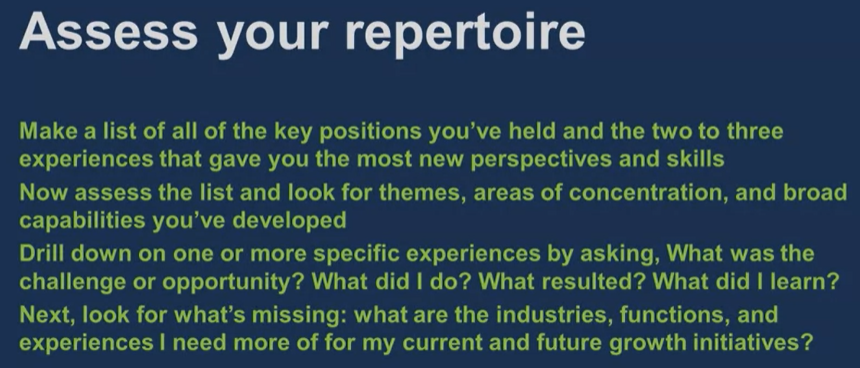 Assess your repertoire
Make a list of all of the key positions you’ve held and the two to three
experiences that gave you the most new perspectives and skills
Now assess the list and look for themes, areas of concentration, and broad
capabilities you’ve developed
Drill down on one or more specific experiences by asking, What was the
challenge or opportunity? What did I do? What resulted? What did I learn?
Next, look for what’s missing: what are the industries, functions, and
experiences I need more of for my current and future growth initiatives?